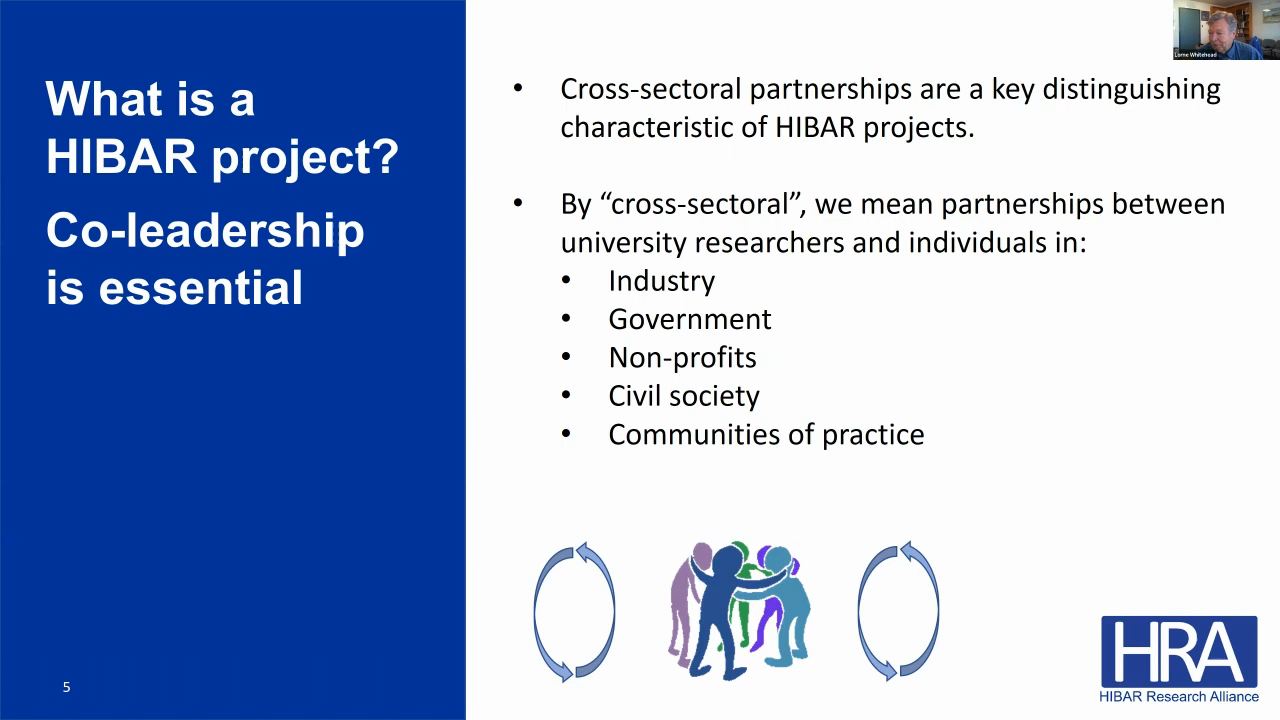 What is a
HIBAR project?
Co-leadership
is essential
5
• Cross-sectoral partnerships are a key distinguishing
characteristic of HIBAR projects.
• By “cross-sectoral”, we mean partnerships between
university researchers and individuals in:
• Industry
• Government
• Non-profits
• Civil society
• Communities of practice
Lorne Whitehead
HRA
HIBAR Research Alliance